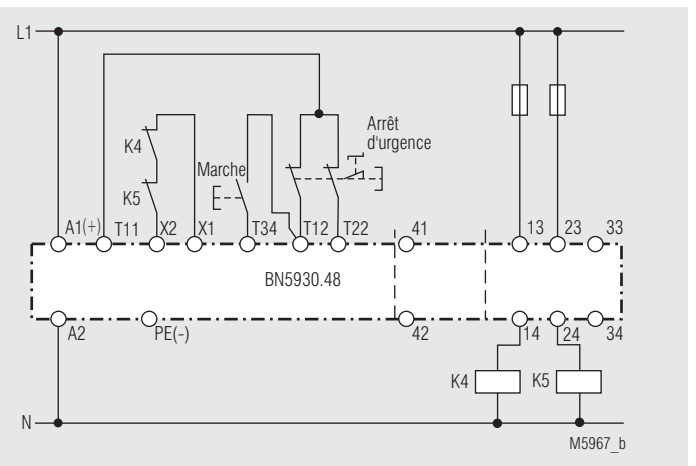 L1
Arrêt
d'urgence
K4
Marche
K5
A1(+) T11 X2 X1 T34 T12 T22 41 13 23 33
BN5930.48
A2 PE(-) 42 14 24 34
K4 K5
N
M5967_b